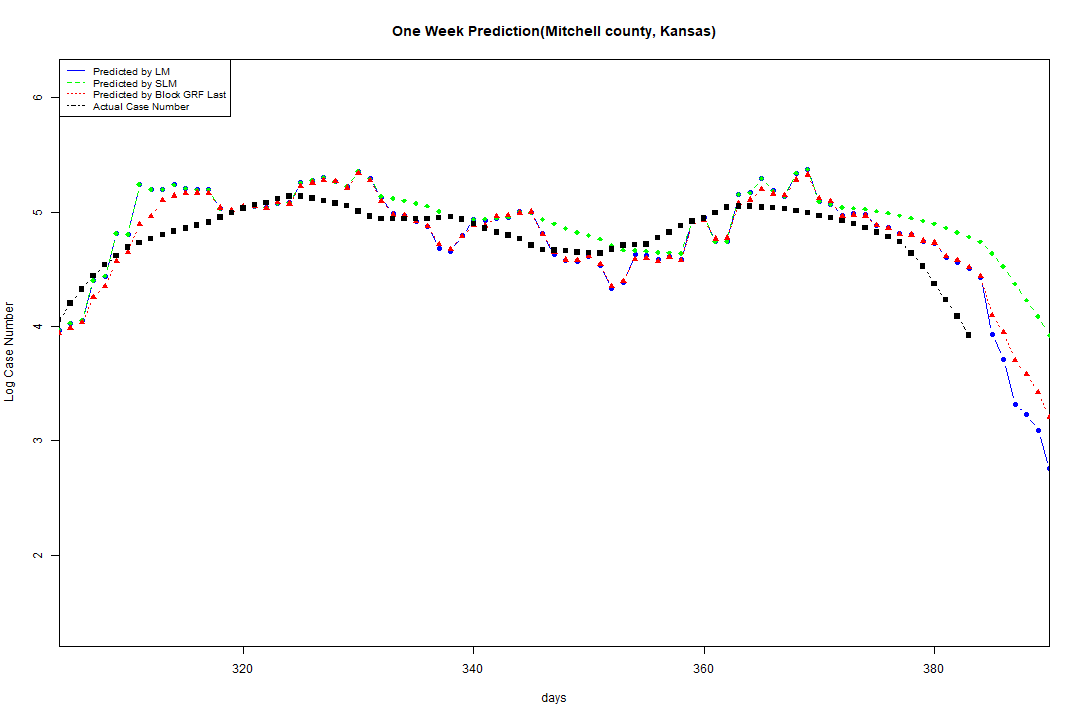 One Week Prediction(Mitchell county, Kansas)
Predicted by LM
Predicted by SLM
Predicted by Block GRF Last
Actual Case Number
6
5
4
3
2
Log Case Number
320 340 360 380
days